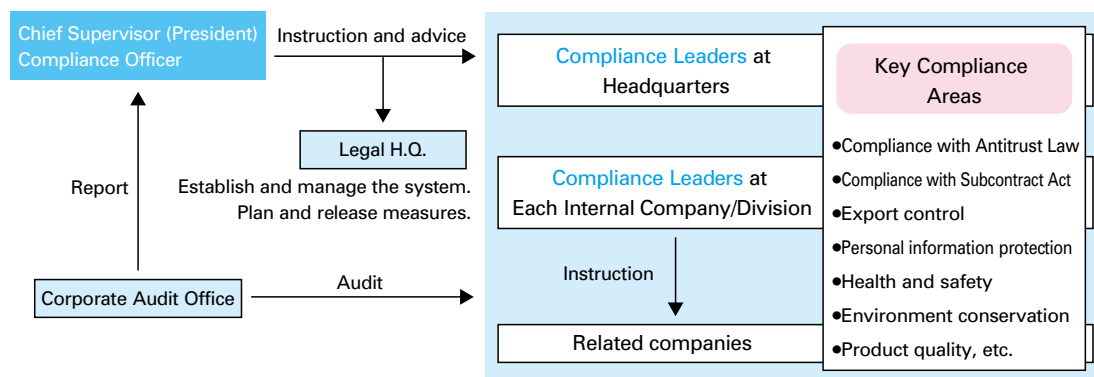 Chief Supervisor (President)
Compliance Officer
Instruction and advice
Legal H.Q.
Establish and manage the system.
Plan and release measures.
Report
Corporate Audit Office
Audit
Compliance Leaders at
Headquarters
Compliance Leaders at
Each Internal Company/Division
Instruction
Related companies
Key Compliance
Areas
●Compliance with Antitrust Law
●Compliance with Subcontract Act
●Export control
●Personal information protection
●Health and safety
●Environment conservation
●Product quality, etc.